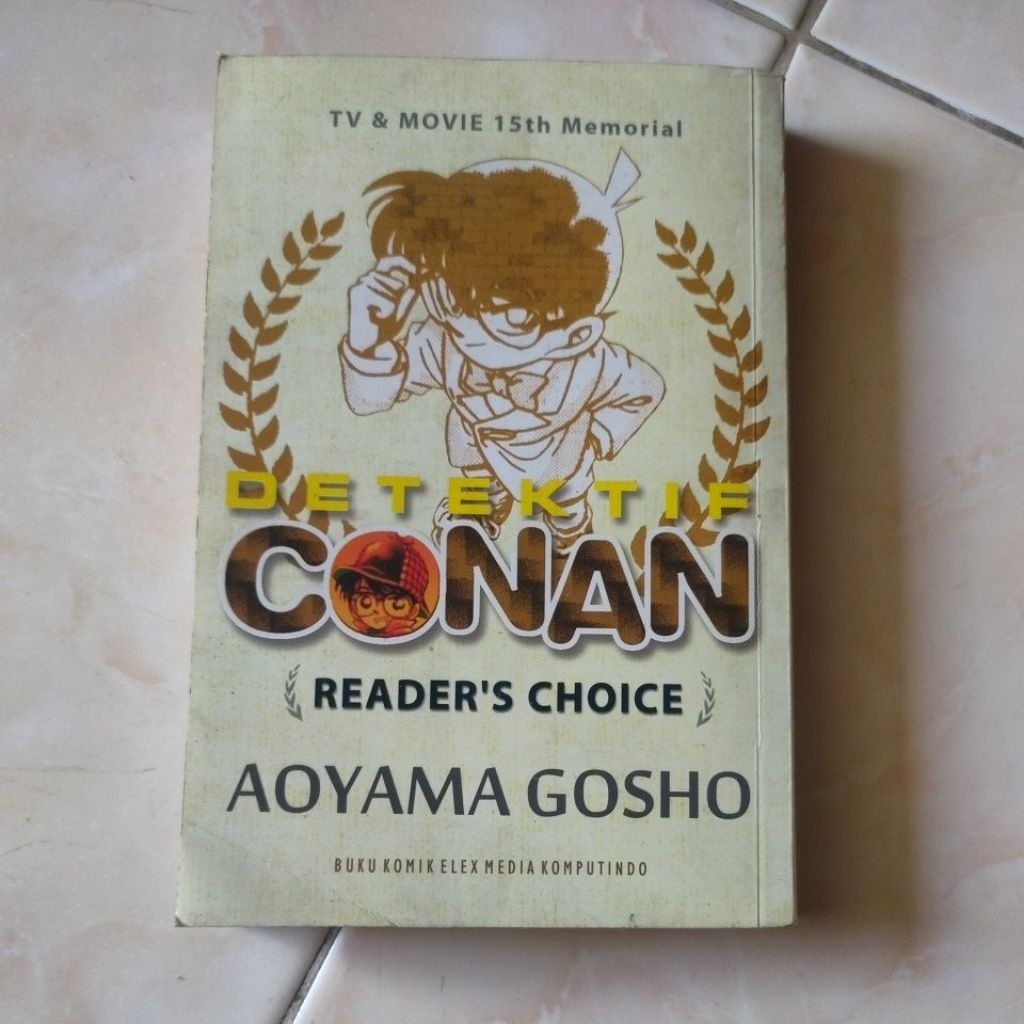 TV & MOVIE 15th Memorial
DETEKTIF
CONAN
READER'S CHOICE
AOYAMA GOSHO
BUKU KOMIK ELEX MEDIA KOMPUTINDO